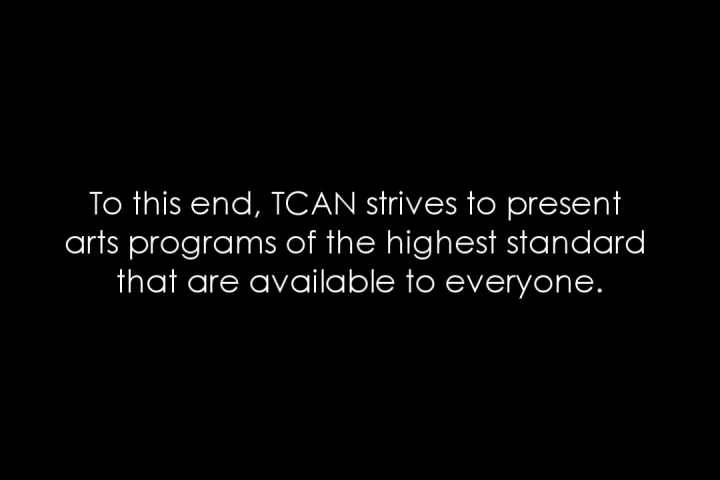 To this end, TCAN strives to present
arts programs of the highest standard
that are available to everyone.